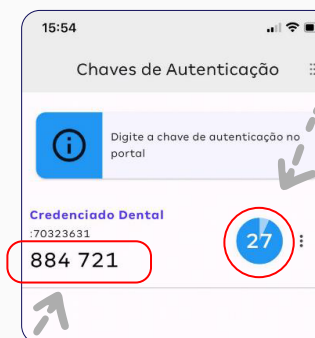 15:54
Chaves de Autenticação
Digite a chave de autenticação no
portal
Credenciado Dental
:70323631
884 721
27